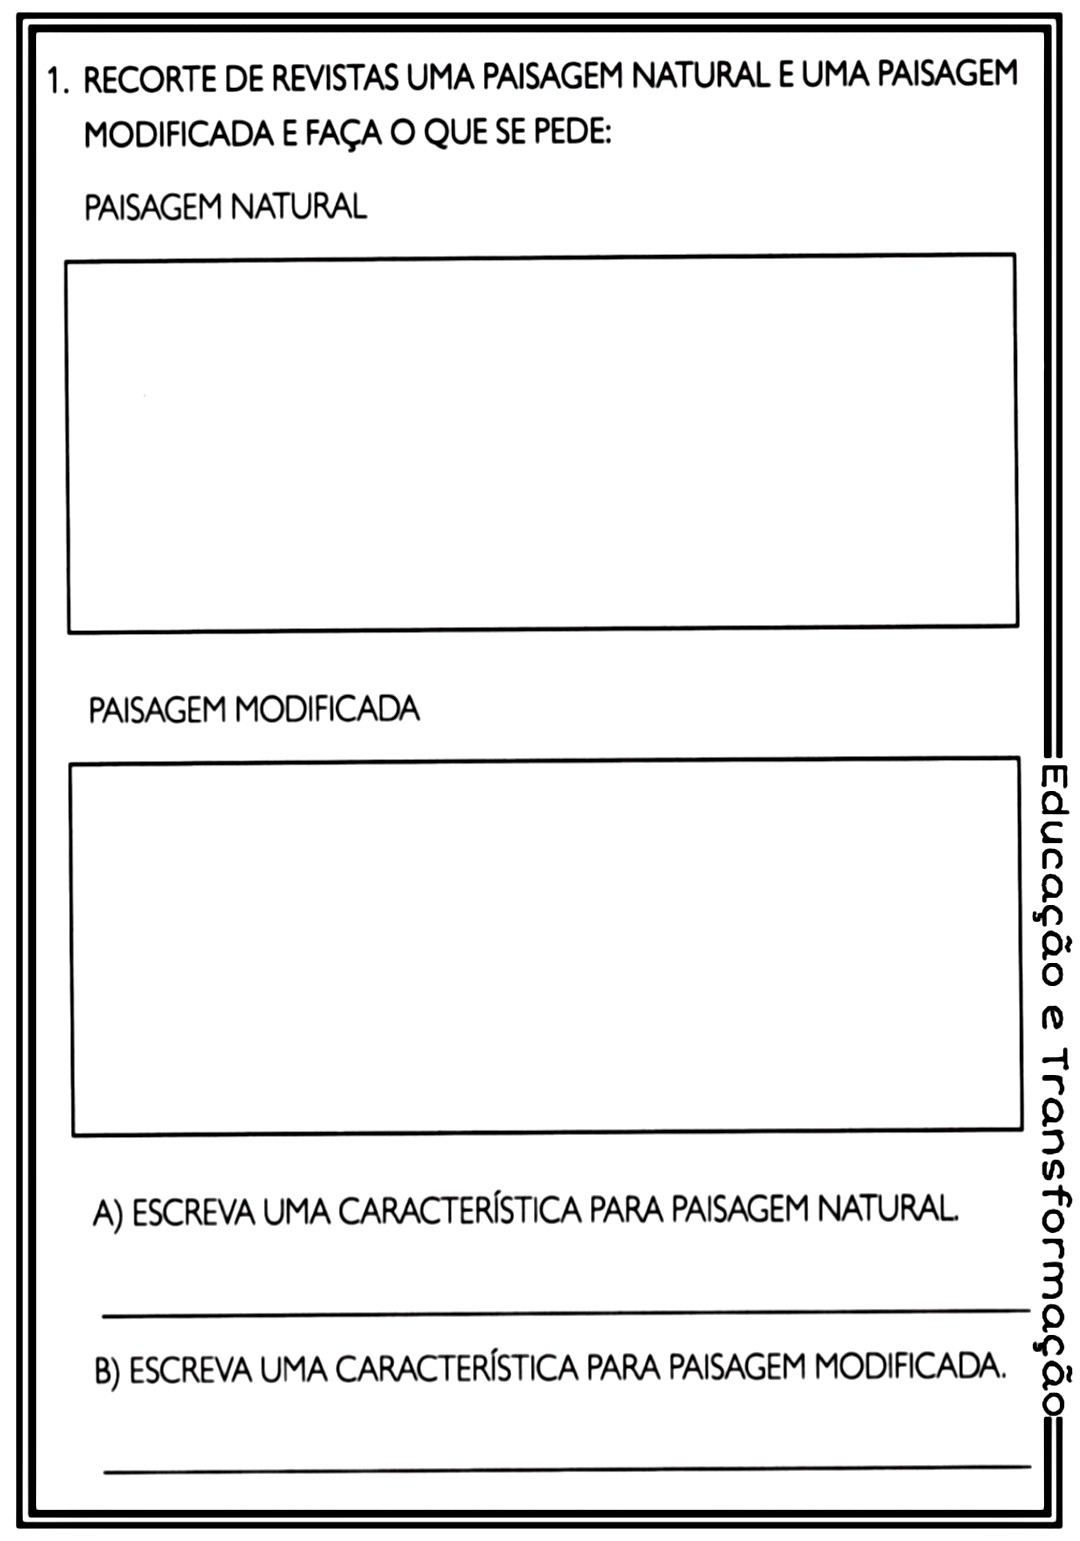 1. RECORTE DE REVISTAS UMA PAISAGEM NATURAL E UMA PAISAGEM
MODIFICADA E FAÇA O QUE SE PEDE:
PAISAGEM NATURAL
PAISAGEM MODIFICADA
A) ESCREVA UMA CARACTERÍSTICA PARA PAISAGEM NATURAL.
B) ESCREVA UMA CARACTERÍSTICA PARA PAISAGEM MODIFICADA.
Educação e Transformação